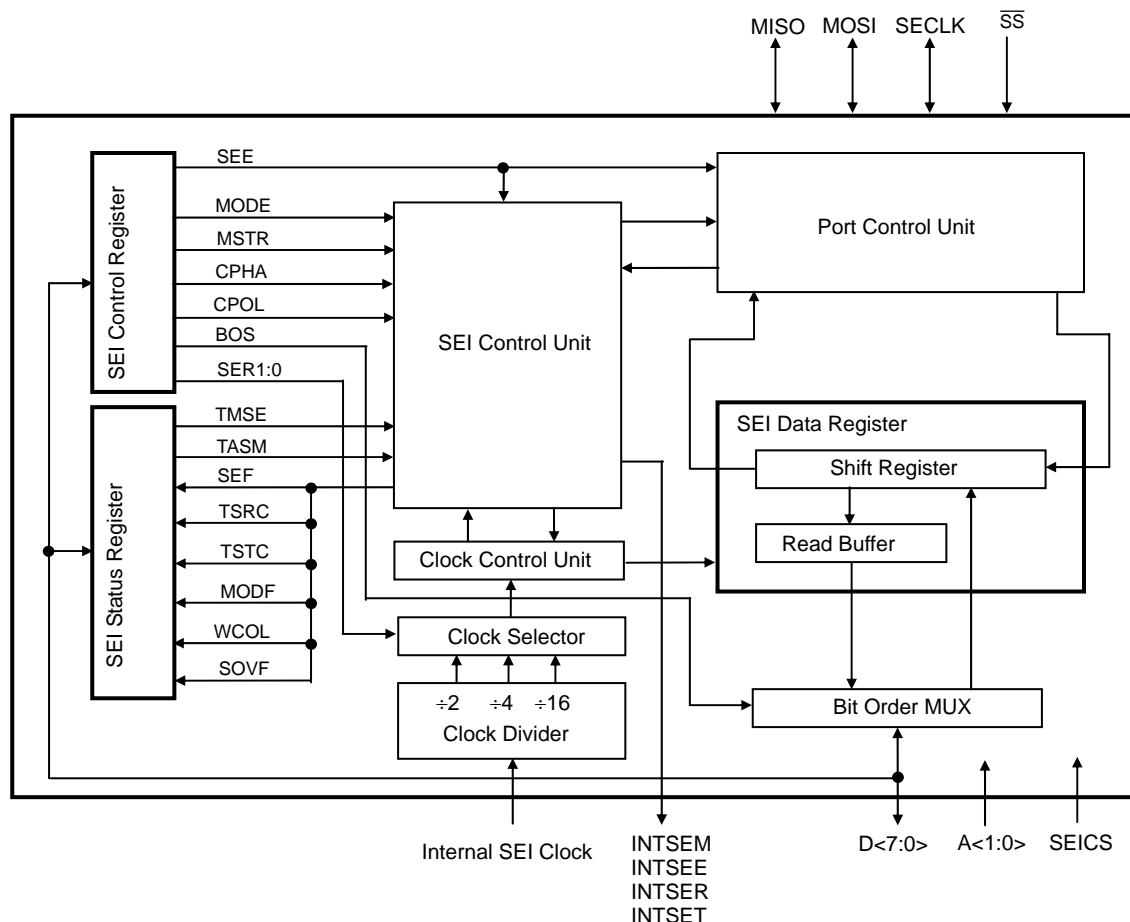 MISO MOSI SECLK SS
SEI Control Register
SEE
MODE
MSTR
CPHA
CPOL
BOS
SER1:0
SEI Control Unit
Port Control Unit
SEI Status Register
TMSE
TASM
SEF
TSRC
TSTC
MODF
WCOL
SOVF
SEI Data Register
Shift Register
Read Buffer
Clock Control Unit
Clock Selector
÷2 ÷4 ÷16
Clock Divider
Bit Order MUX
Internal SEI Clock
INTSEM
INTSEE
INTSER
INTSET
D<7:0> A<1:0> SEICS